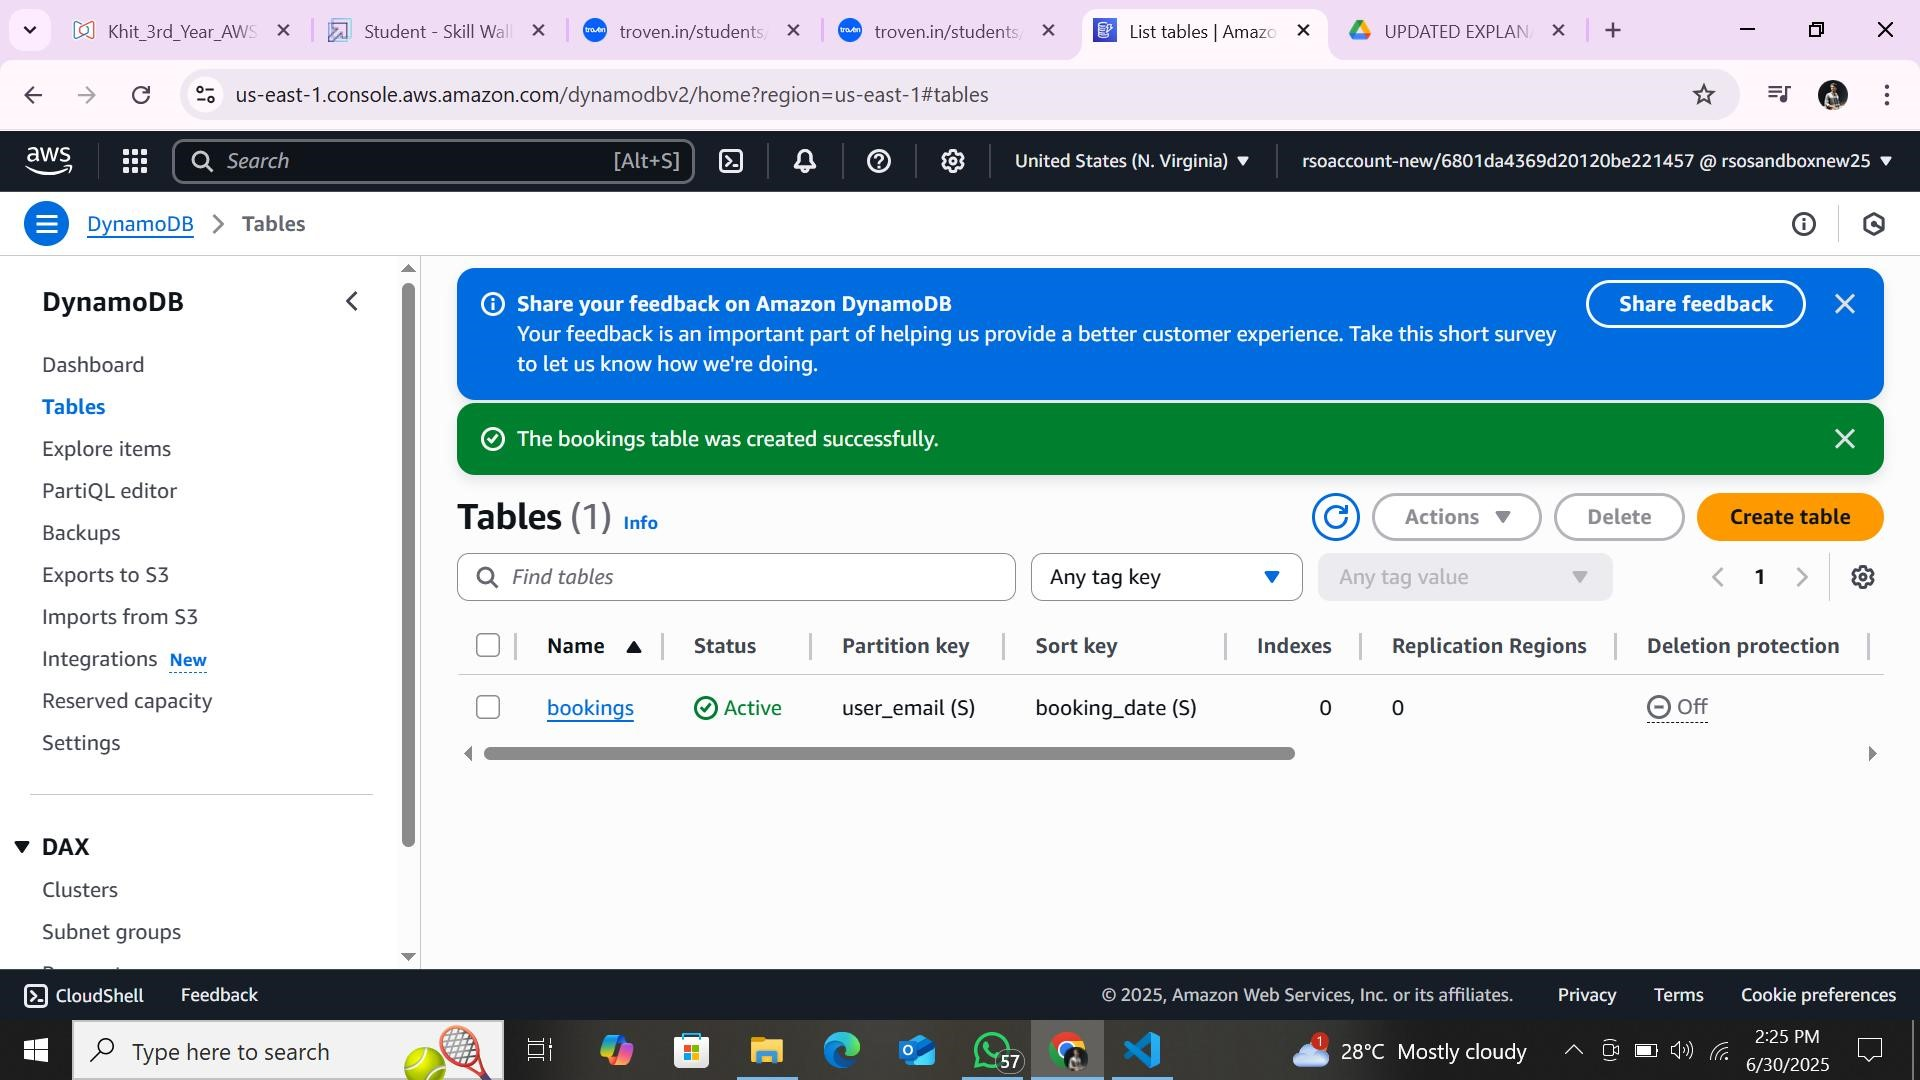 Khit_3rd_Year_AWS
Student - Skill Wall
troven.in/students/
troven.in/students/
List tables | Amazo
UPDATED EXPLAN
us-east-1.console.aws.amazon.com/dynamodbv2/home?region=us-east-1#tables
aws
Search
[Alt+S]
United States (N. Virginia)
rsoaccount-new/6801da4369d20120be221457 @ rsosandboxnew25
DynamoDB
Tables
DynamoDB
Dashboard
Tables
Explore items
PartiQL editor
Backups
Exports to S3
Imports from S3
Integrations New
Reserved capacity
Settings
DAX
Clusters
Subnet groups
Share your feedback on Amazon DynamoDB
Your feedback is an important part of helping us provide a better customer experience. Take this short survey
to let us know how we're doing.
Share feedback
The bookings table was created successfully.
Tables (1) Info
Actions
Delete
Create table
Find tables
Any tag key
Any tag value
1
Name Status Partition key Sort key Indexes Replication Regions Deletion protection
bookings Active user_email (S) booking_date (S) 0 0 Off
CloudShell
Feedback
© 2025, Amazon Web Services, Inc. or its affiliates.
Privacy
Terms
Cookie preferences
Type here to search
57
1
28°C Mostly cloudy
2:25 PM
6/30/2025